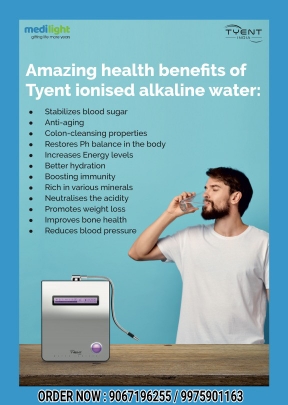 medilight
gifting life more years
TYENT
Amazing health benefits of
Tyent ionised alkaline water:
● Stabilizes blood sugar
● Anti-aging
● Colon-cleansing properties
● Restores Ph balance in the body
● Increases Energy levels
● Better hydration
● Boosting immunity
● Rich in various minerals
● Neutralises the acidity
● Promotes weight loss
● Improves bone health
● Reduces blood pressure
ORDER NOW : 9067196255 / 9975901163